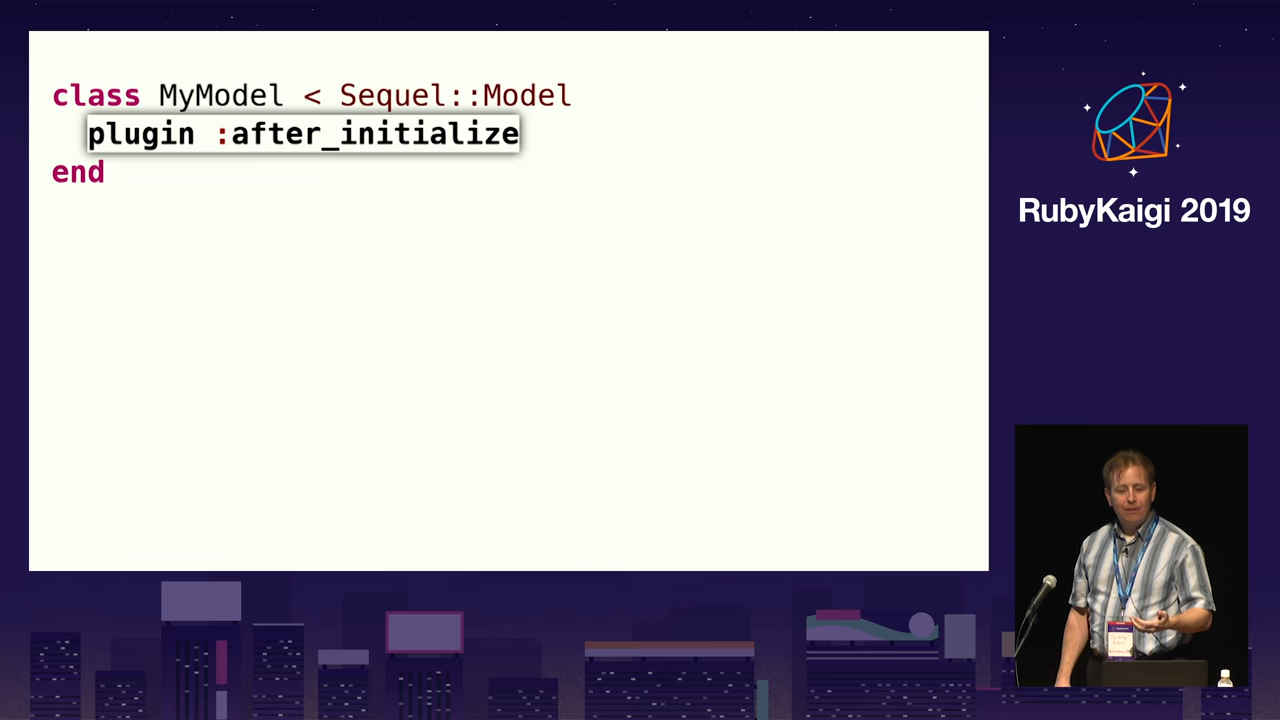 class MyModel < Sequel::Model
  plugin :after_initialize
end
RubyKaigi 2019